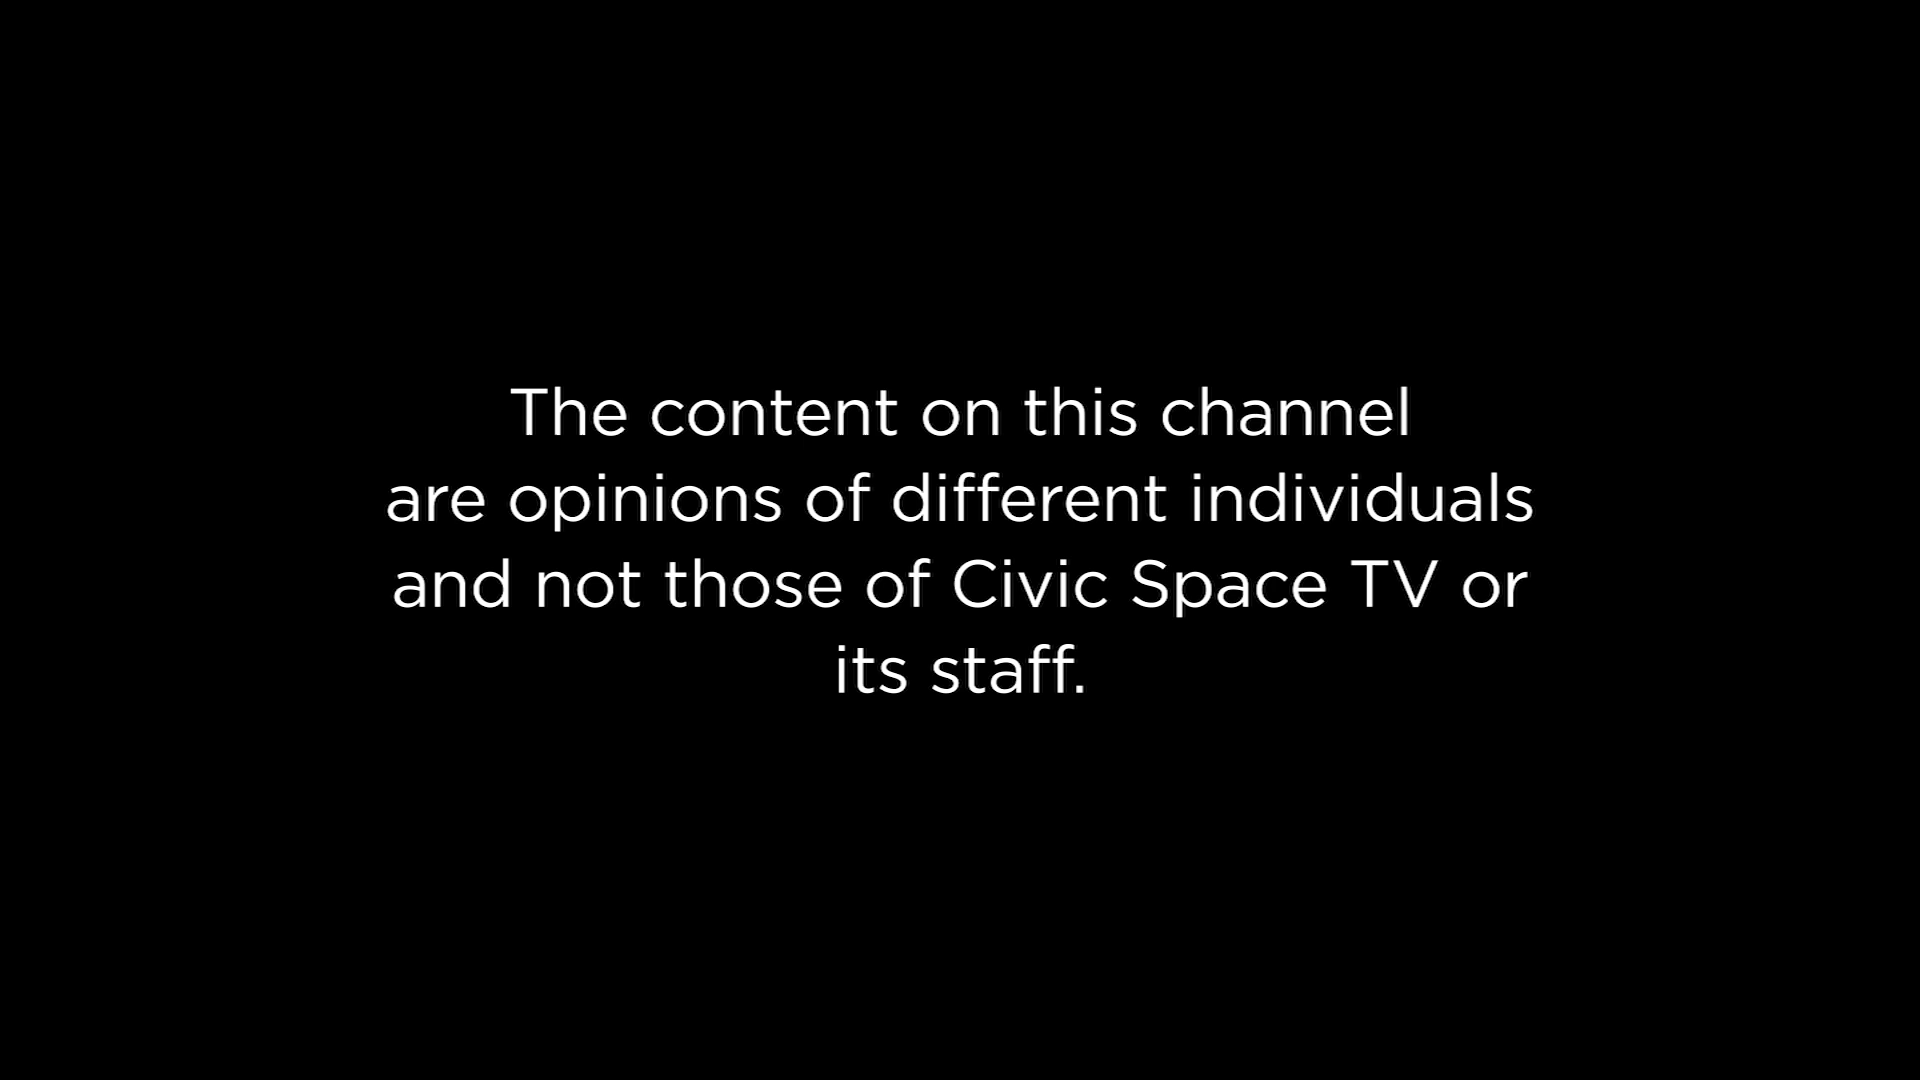 The content on this channel
are opinions of different individuals
and not those of Civic Space TV or
its staff.